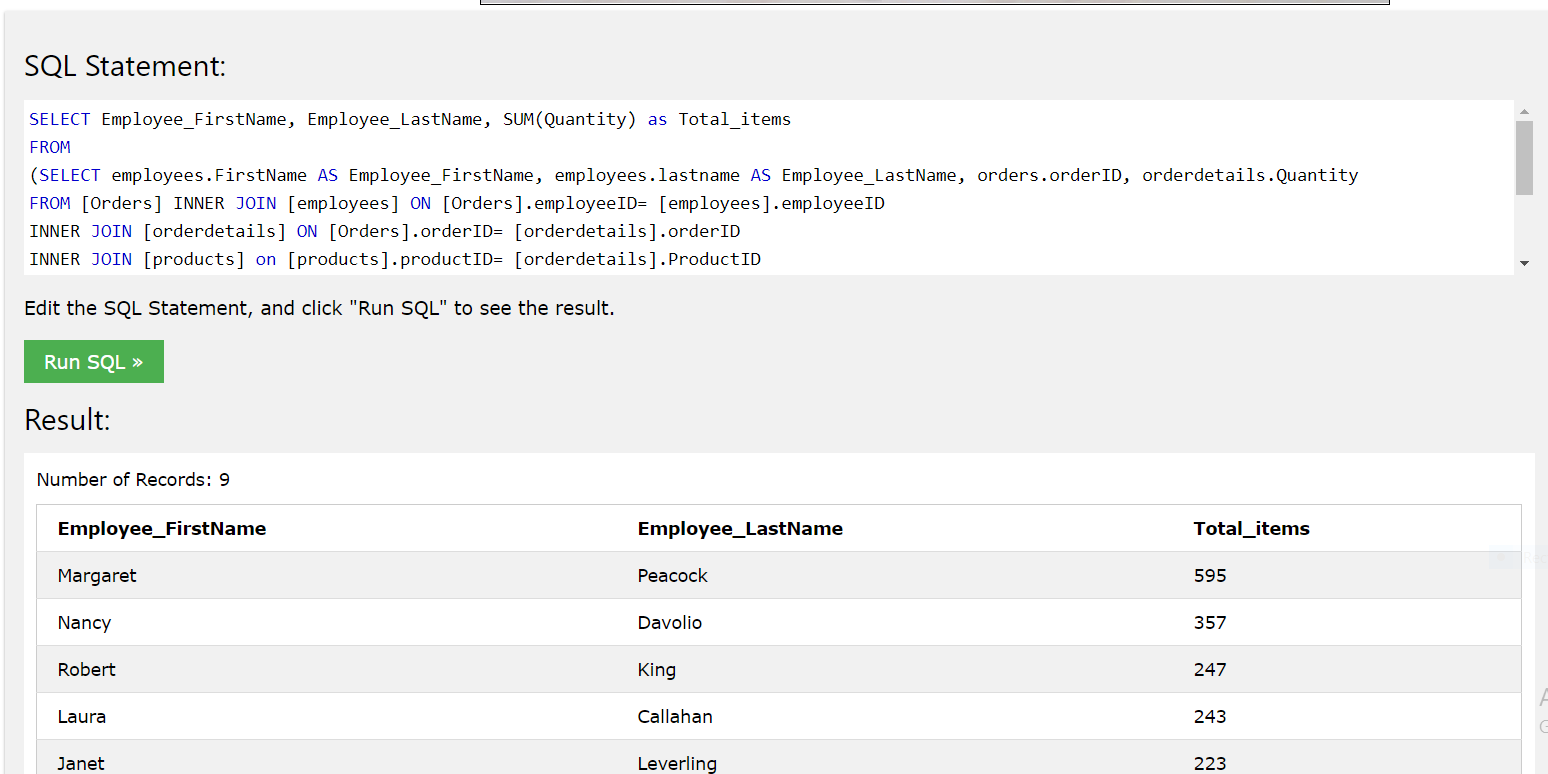 SQL Statement:
SELECT Employee_FirstName, Employee_LastName, SUM(Quantity) as Total_items
FROM
(SELECT employees.FirstName AS Employee_FirstName, employees.lastname AS Employee_LastName, orders.orderID, orderdetails.Quantity
FROM [Orders] INNER JOIN [employees] ON [Orders].employeeID= [employees].employeeID
INNER JOIN [orderdetails] ON [Orders].orderID= [orderdetails].orderID
INNER JOIN [products] on [products].productID= [orderdetails].ProductID
Edit the SQL Statement, and click "Run SQL" to see the result.
Run SQL »
Result:
Number of Records: 9
Employee_FirstName Employee_LastName Total_items
Margaret Peacock 595
Nancy Davolio 357
Robert King 247
Laura Callahan 243
Janet Leverling 223